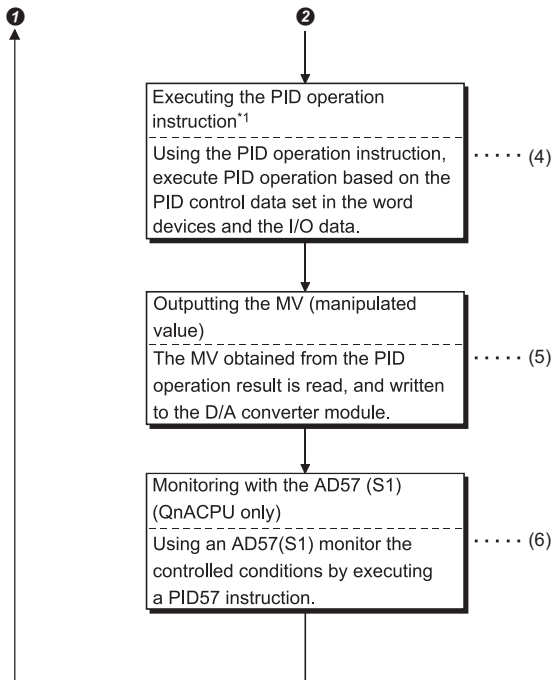 ❶
❷
Executing the PID operation
instruction*1
Using the PID operation instruction,
execute PID operation based on the
PID control data set in the word
devices and the I/O data.
· · · · · (4)
Outputting the MV (manipulated
value)
The MV obtained from the PID
operation result is read, and written
to the D/A converter module.
· · · · · (5)
Monitoring with the AD57 (S1)
(QnACPU only)
Using an AD57(S1) monitor the
controlled conditions by executing
a PID57 instruction.
· · · · · (6)